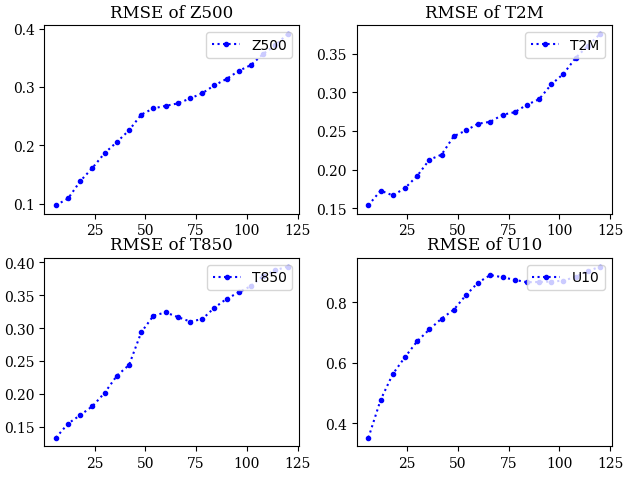 RMSE of Z500
0.4
0.3
0.2
0.1
25 50 75 100 125
Z500
RMSE of T2M
0.35
0.30
0.25
0.20
0.15
25 50 75 100 125
T2M
RMSE of T850
0.40
0.35
0.30
0.25
0.20
0.15
25 50 75 100 125
T850
RMSE of U10
0.8
0.6
0.4
25 50 75 100 125
U10